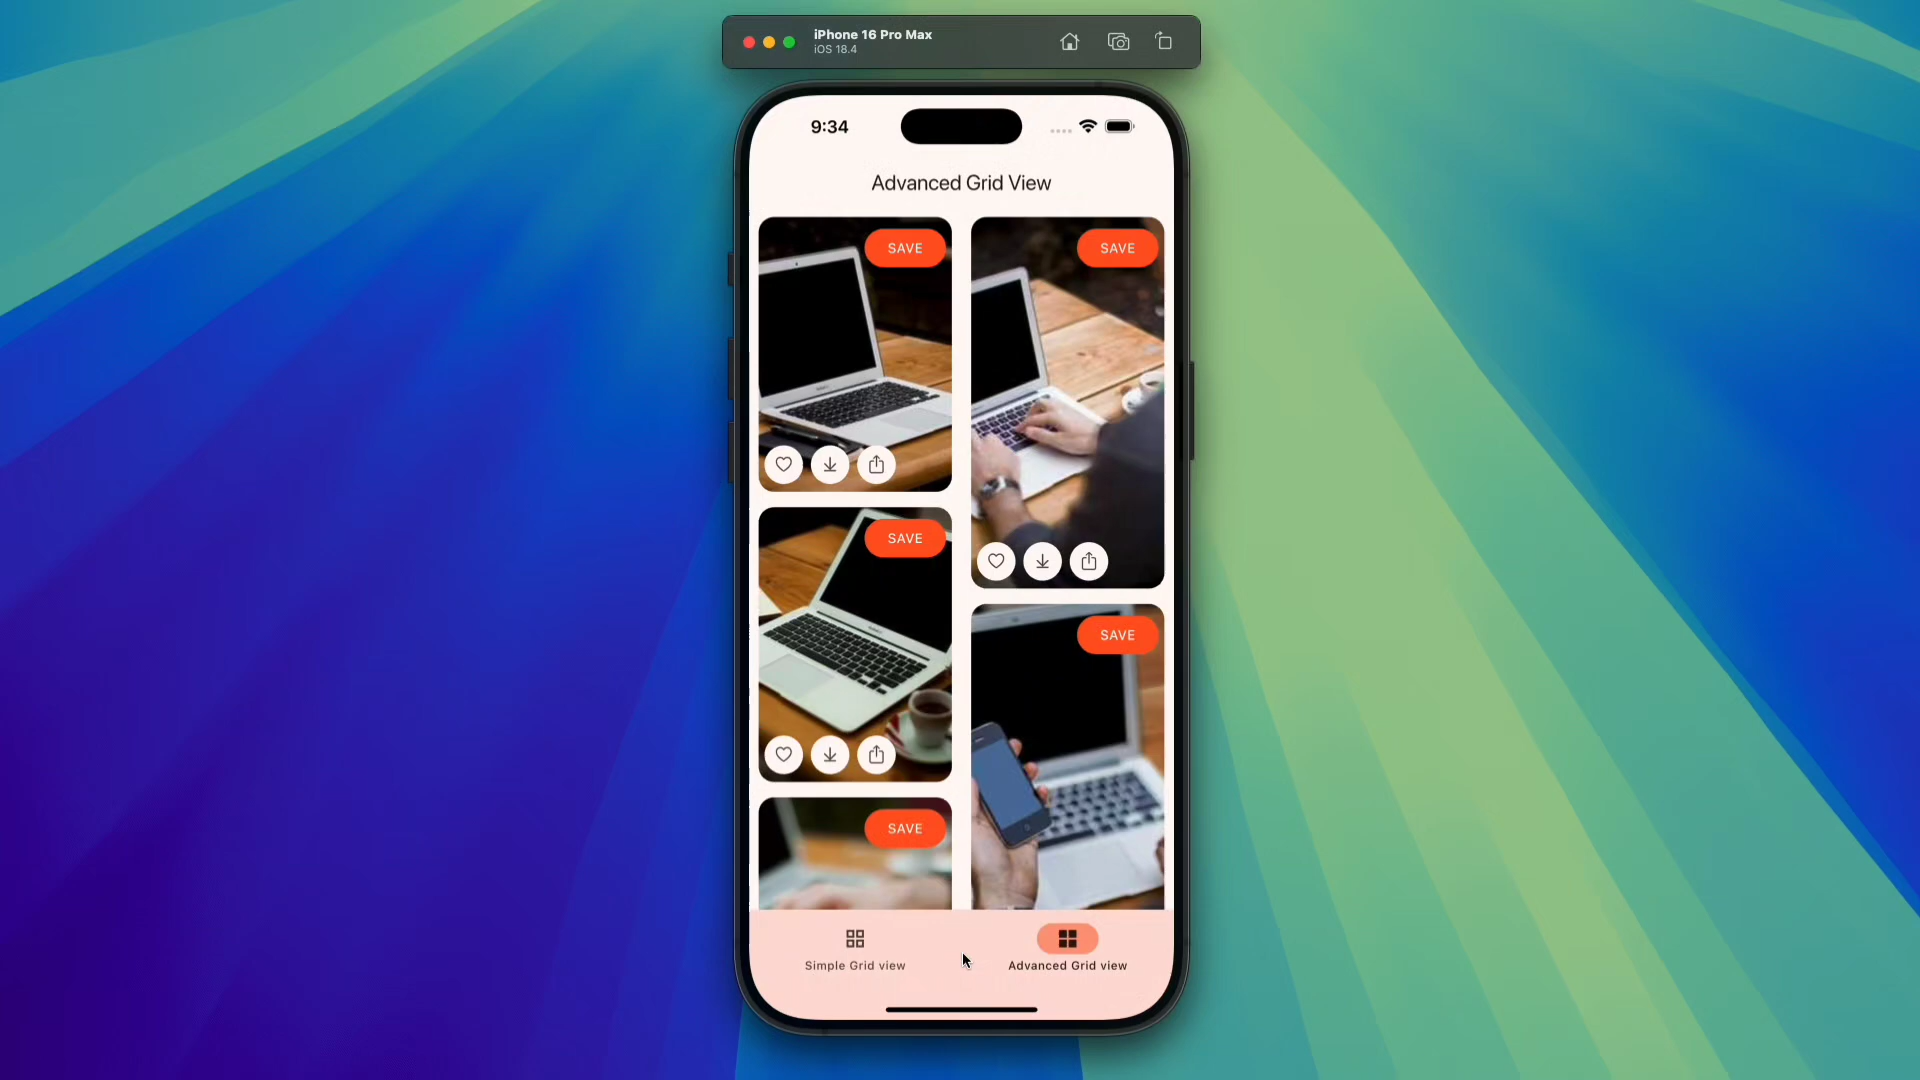 iPhone 16 Pro Max
iOS 18.4
9:34
Advanced Grid View
SAVE
SAVE
SAVE
SAVE
SAVE
Simple Grid view
Advanced Grid view